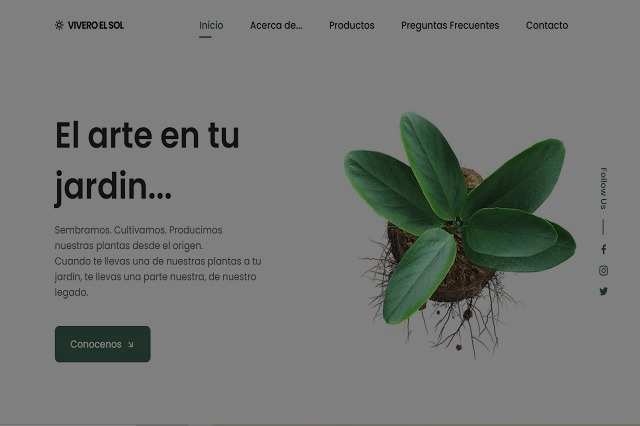 VIVERO EL SOL
Inicio
Acerca de...
Productos
Preguntas Frequentes
Contacto
El arte en tu
jardin...
Sembramos. Cultivamos. Producimos
nuestras plantas desde el origen.
Cuando te llevas una de nuestras plantas a tu
jardin, te llevas una parte nuestra, de nuestro
legado.
Conocenos
Follow Us